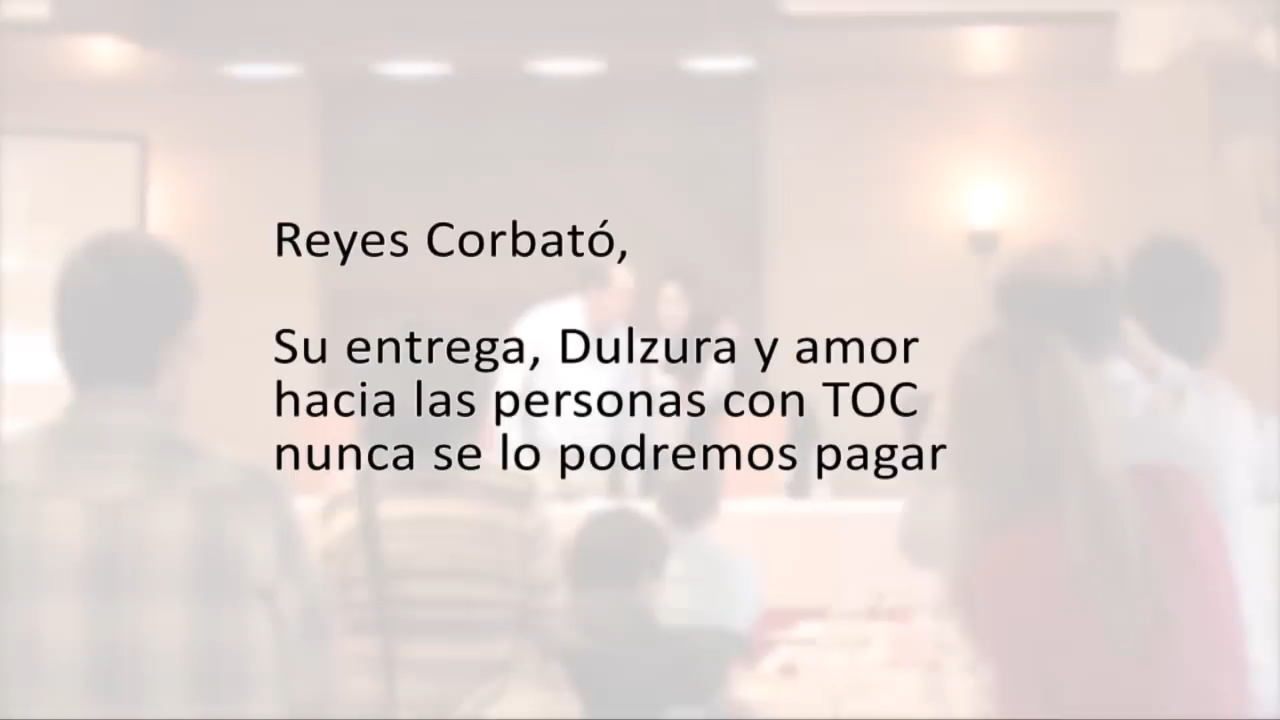 Reyes Corbató,
Su entrega, Dulzura y amor
hacia las personas con TOC
nunca se lo podremos pagar